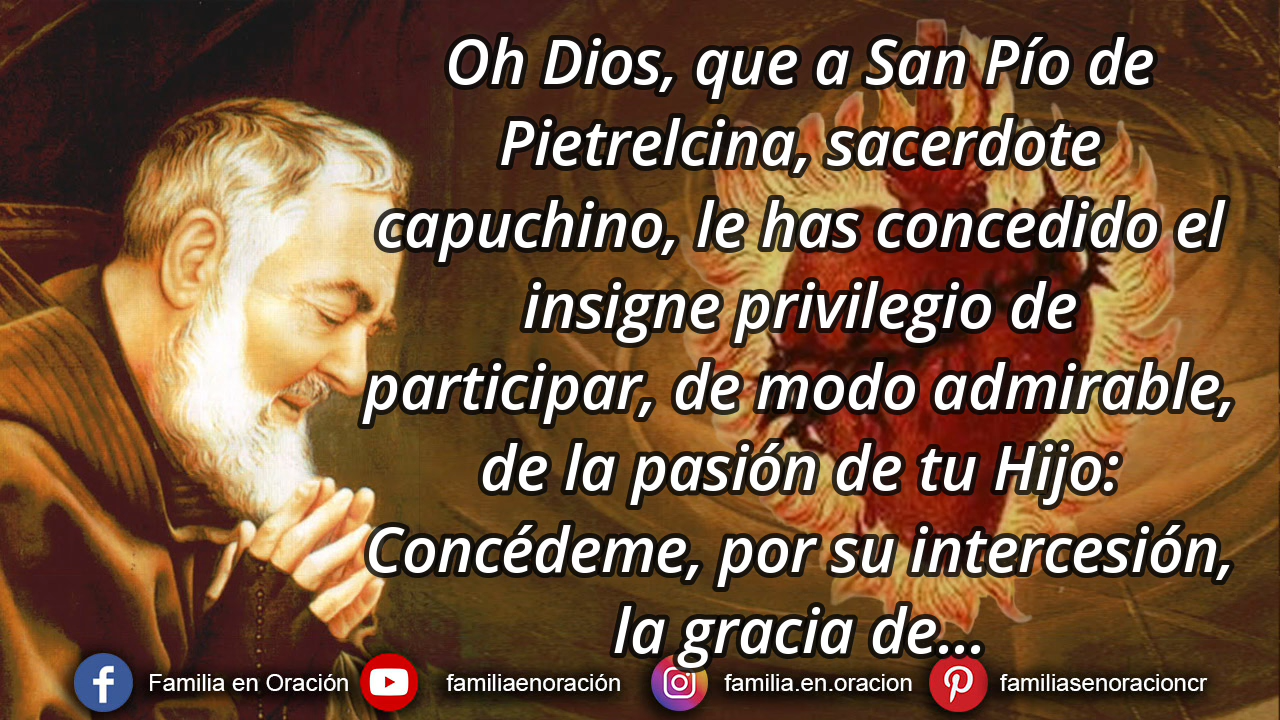 Oh Dios, que a San Pío de
Pietrelcina, sacerdote
capuchino, le has concedido el
insigne privilegio de
participar, de modo admirable,
de la pasión de tu Hijo:
Concédeme, por su intercesión,
la gracia de...
Familia en Oración familiaenoración familia.en.oracion familiasenoracioncr